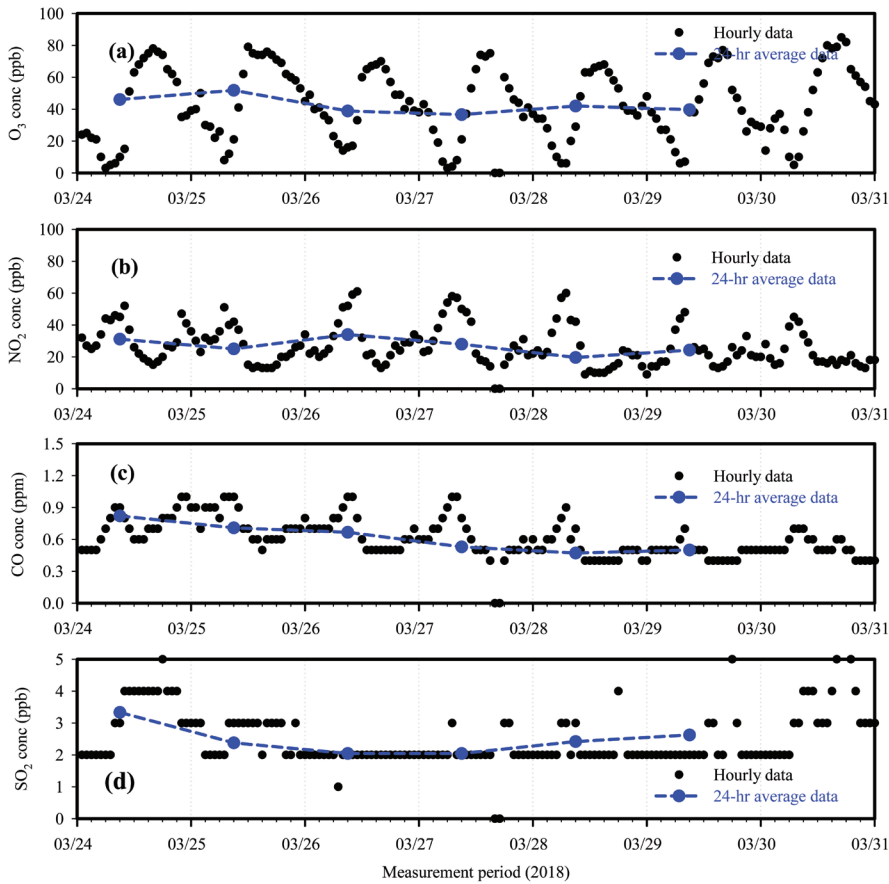 100
80
60
40
20
0
O3 conc (ppb)
(a)
Hourly data
24-hr average data
03/24 03/25 03/26 03/27 03/28 03/29 03/30 03/31
100
80
60
40
20
0
NO2 conc (ppb)
(b)
Hourly data
24-hr average data
03/24 03/25 03/26 03/27 03/28 03/29 03/30 03/31
1.5
1.2
0.9
0.6
0.3
0.0
CO conc (ppm)
(c)
Hourly data
24-hr average data
03/24 03/25 03/26 03/27 03/28 03/29 03/30 03/31
5
4
3
2
1
0
SO2 conc (ppb)
(d)
Hourly data
24-hr average data
03/24 03/25 03/26 03/27 03/28 03/29 03/30 03/31
Measurement period (2018)